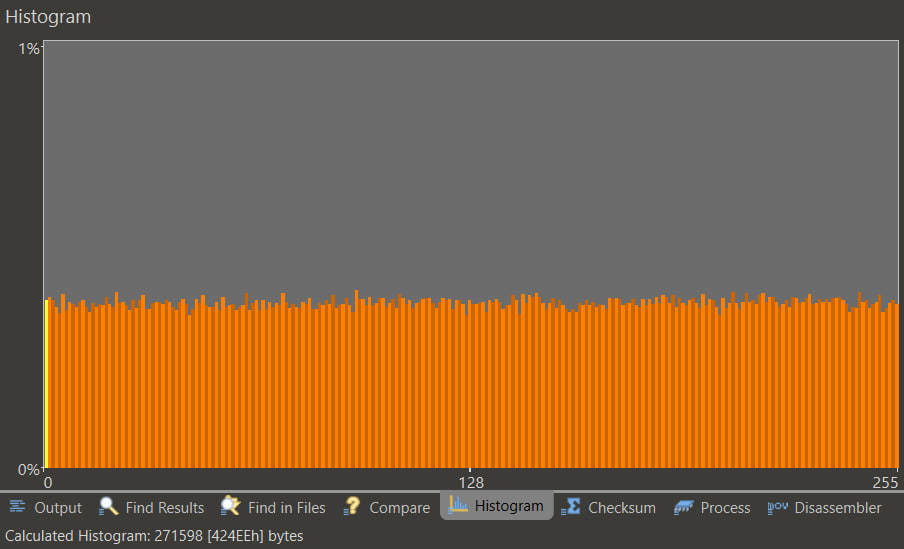 Histogram
1%
0%
0 128 255
Output Find Results Find in Files Compare Histogram Checksum Process Disassembler
Calculated Histogram: 271598 [424EEh] bytes